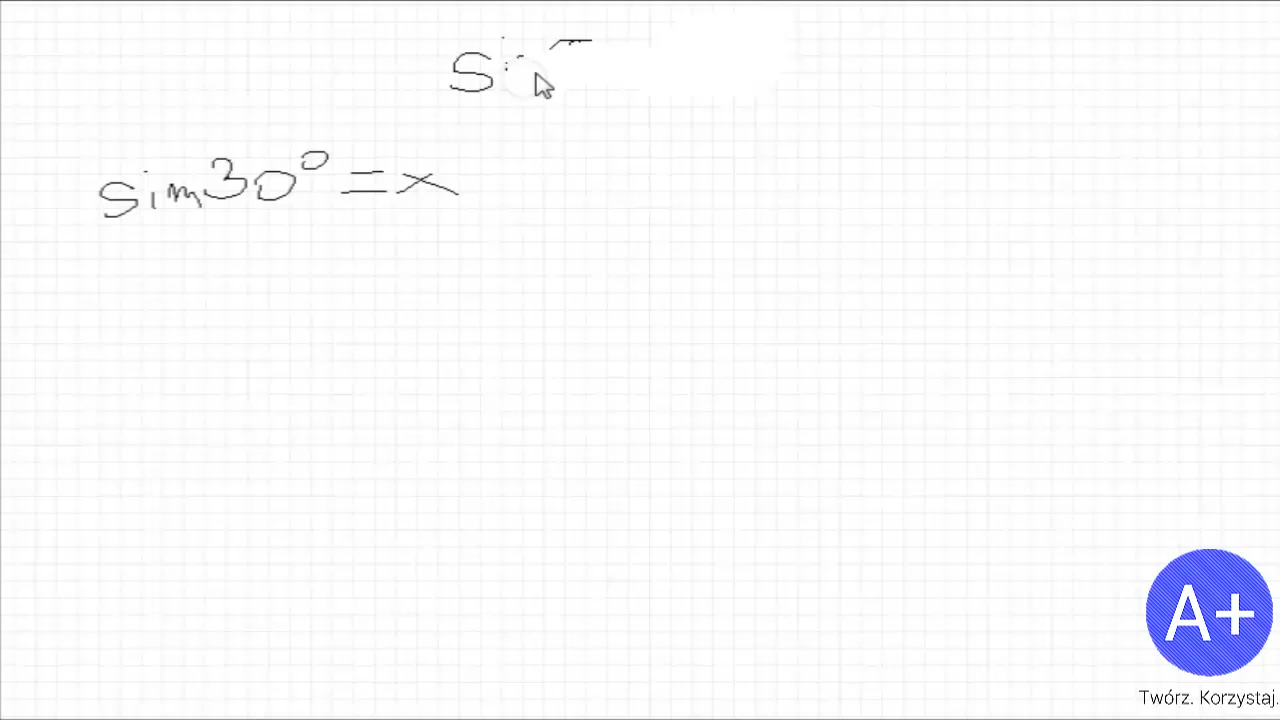 sin30° = x
A+
Twórz. Korzystaj